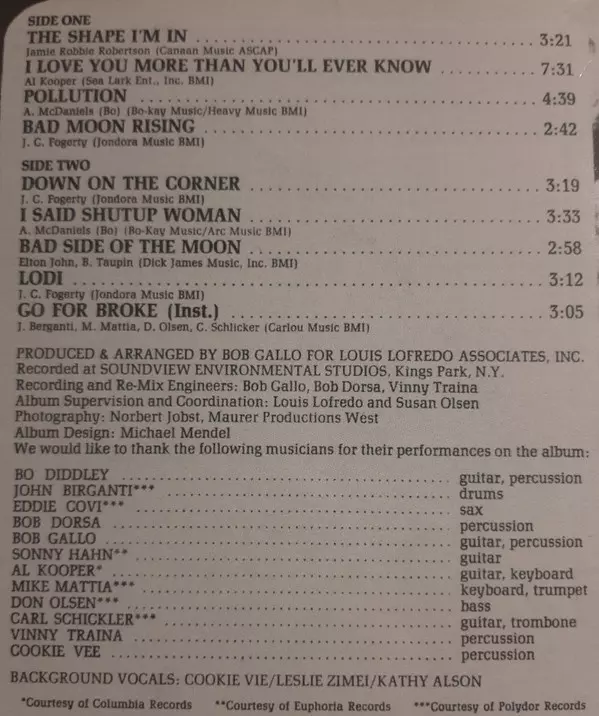 SIDE ONE
THE SHAPE I'M IN ........................................ 3:21
Jamie Robbie Robertson (Canaan Music ASCAP)
I LOVE YOU MORE THAN YOU'LL EVER KNOW ............ 7:31
Al Kooper (Sea Lark Ent., Inc. BMI)
POLLUTION ............................................... 4:39
A. McDaniels (Bo) (Bo-kay Music/Heavy Music BMI)
BAD MOON RISING ....................................... 2:42
J. C. Fogerty (Jondora Music BMI)
SIDE TWO
DOWN ON THE CORNER .................................. 3:19
J. C. Fogerty (Jondora Music BMI)
I SAID SHUTUP WOMAN .................................. 3:33
A. McDaniels (Bo) (Bo-Kay Music/Arc Music BMI)
BAD SIDE OF THE MOON .................................. 2:58
Elton John, B. Taupin (Dick James Music, Inc. BMI)
LODI ...................................................... 3:12
J. C. Fogerty (Jondora Music BMI)
GO FOR BROKE (Inst.) .................................... 3:05
J. Berganti, M. Mattia, D. Olsen, C. Schlicker (Carlou Music BMI)
PRODUCED & ARRANGED BY BOB GALLO FOR LOUIS LOFREDO ASSOCIATES, INC.
Recorded at SOUNDVIEW ENVIRONMENTAL STUDIOS, Kings Park, N.Y.
Recording and Re-Mix Engineers: Bob Gallo, Bob Dorsa, Vinny Traina
Album Supervision and Coordination: Louis Lofredo and Susan Olsen
Photography: Norbert Jobst, Maurer Productions West
Album Design: Michael Mendel
We would like to thank the following musicians for their performances on the album:
BO DIDDLEY ........................................ guitar, percussion
JOHN BIRGANTI*** .................................. drums
EDDIE COVI*** ...................................... sax
BOB DORSA ......................................... percussion
BOB GALLO ......................................... guitar, percussion
SONNY HAHN** ...................................... guitar
AL KOOPER* ........................................ guitar, keyboard
MIKE MATTIA*** .................................... keyboard, trumpet
DON OLSEN*** ...................................... bass
CARL SCHICKLER*** ................................. guitar, trombone
VINNY TRAINA ...................................... percussion
COOKIE VEE ........................................ percussion
BACKGROUND VOCALS: COOKIE VIE/LESLIE ZIMEI/KATHY ALSON
*Courtesy of Columbia Records **Courtesy of Euphoria Records ***Courtesy of Polydor Records